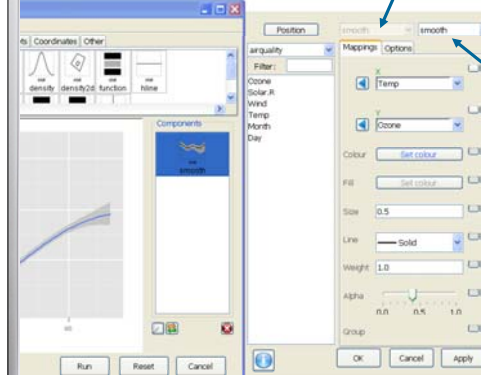 Position
smooth
smooth
ts Coordinates Other
density density2d function hline
airquality
Filter:
Ozone
Solar.R
Wind
Temp
Month
Day
Components
smooth
Mappings Options
X
Temp
Y
Ozone
Colour Set colour
Fill Set colour
Size 0.5
Line Solid
Weight 1.0
Alpha
0.0 0.5 1.0
Group
Run Reset Cancel
OK Cancel Apply